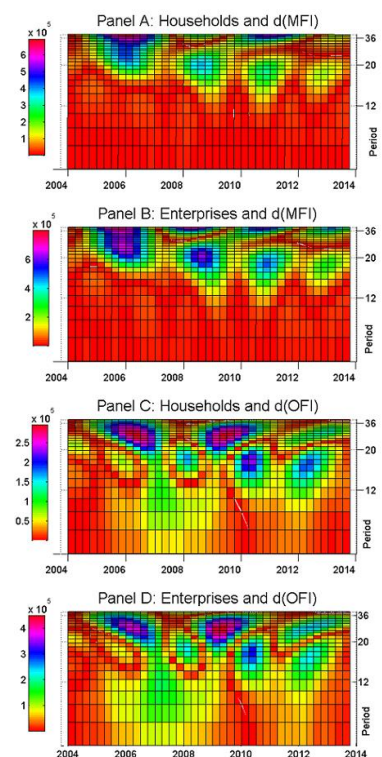 Panel A: Households and d(MFI)
x 10 5
6
5
4
3
2
1
36
20
12
Period
2004 2006 2008 2010 2012 2014
Panel B: Enterprises and d(MFI)
x 10 5
6
4
2
36
20
12
Period
2004 2006 2008 2010 2012 2014
Panel C: Households and d(OFI)
x 10 5
2.5
2
1.5
1
0.5
36
20
12
Period
2004 2006 2008 2010 2012 2014
Panel D: Enterprises and d(OFI)
x 10 5
4
3
2
1
36
20
12
Period
2004 2006 2008 2010 2012 2014